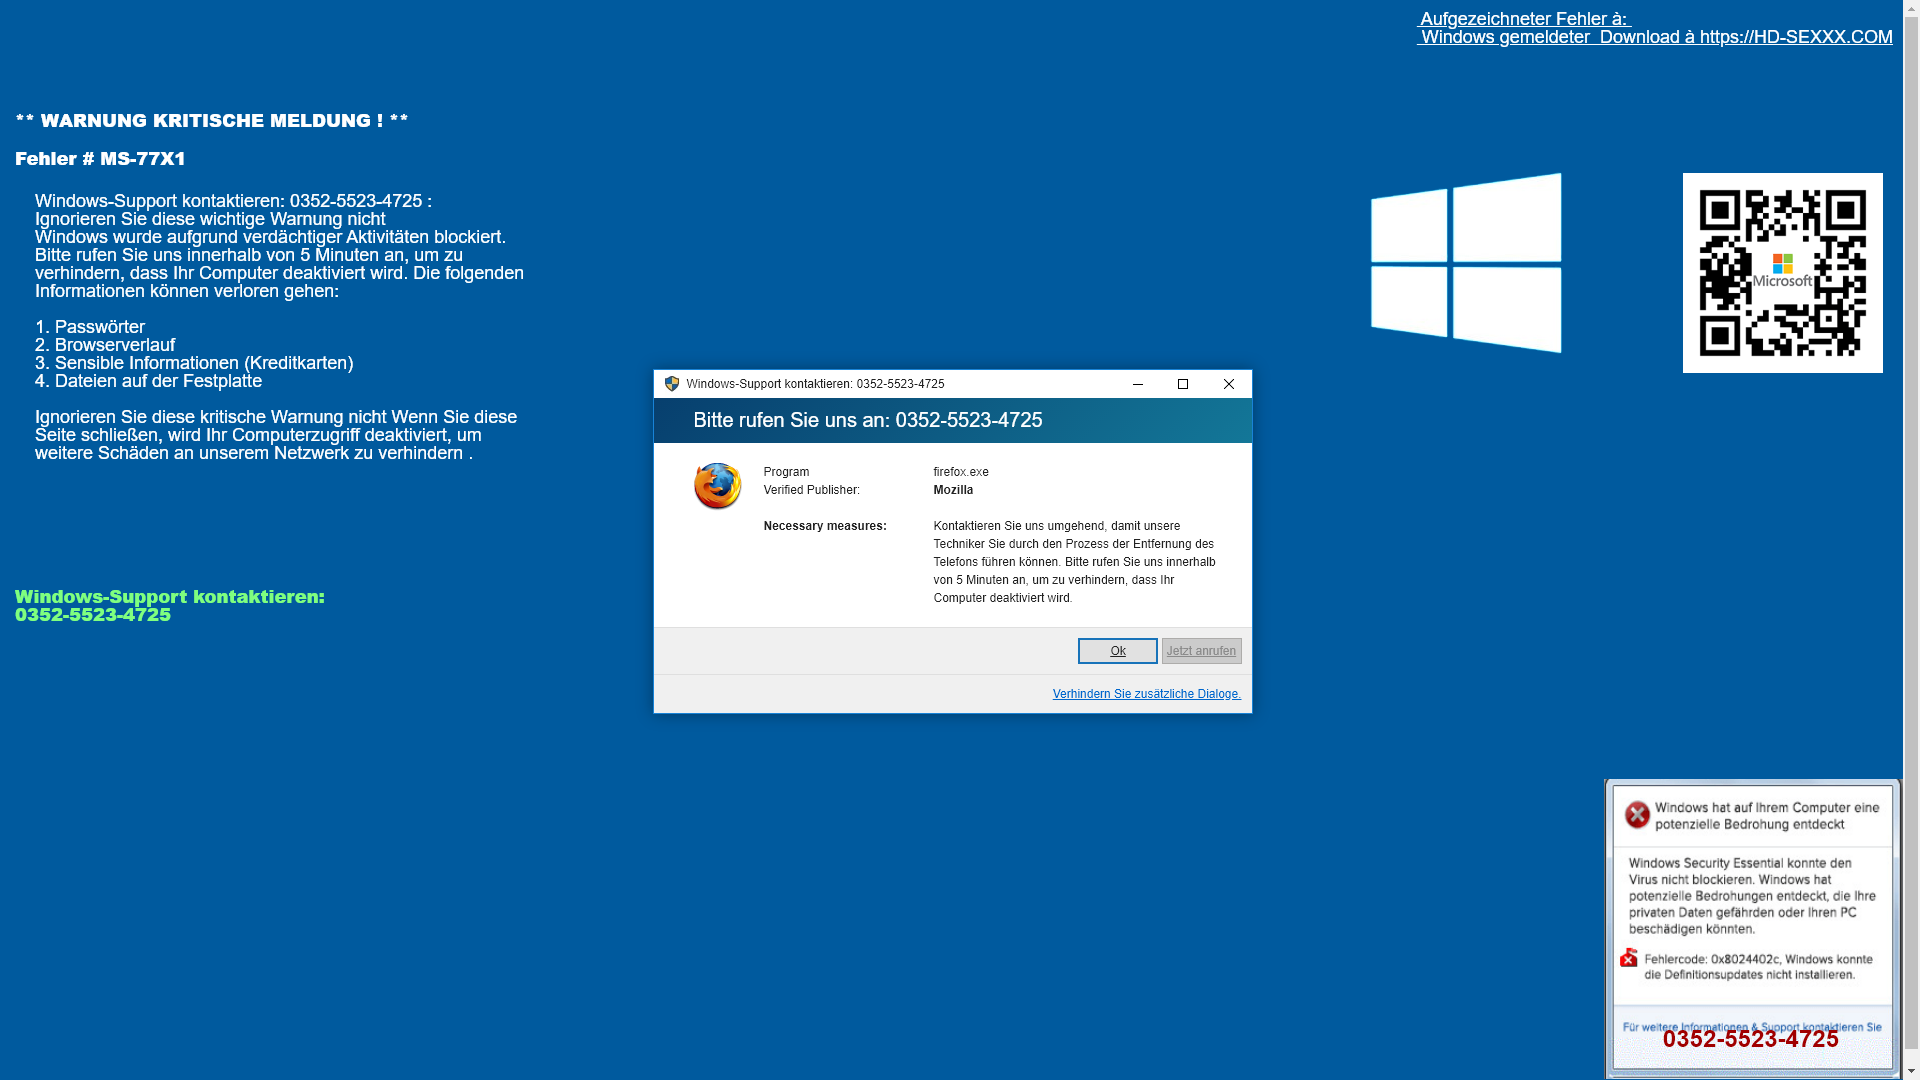 Aufgezeichneter Fehler à:
Windows gemeldeter Download à https://HD-SEXXX.COM
** WARNUNG KRITISCHE MELDUNG ! **
Fehler # MS-77X1
Windows-Support kontaktieren: 0352-5523-4725 :
Ignorieren Sie diese wichtige Warnung nicht
Windows wurde aufgrund verdächtiger Aktivitäten blockiert.
Bitte rufen Sie uns innerhalb von 5 Minuten an, um zu
verhindern, dass Ihr Computer deaktiviert wird. Die folgenden
Informationen können verloren gehen:
1. Passwörter
2. Browserverlauf
3. Sensible Informationen (Kreditkarten)
4. Dateien auf der Festplatte
Ignorieren Sie diese kritische Warnung nicht Wenn Sie diese
Seite schließen, wird Ihr Computerzugriff deaktiviert, um
weitere Schäden an unserem Netzwerk zu verhindern .
Windows-Support kontaktieren:
0352-5523-4725
Microsoft
Windows-Support kontaktieren: 0352-5523-4725
Bitte rufen Sie uns an: 0352-5523-4725
Program firefox.exe
Verified Publisher: Mozilla
Necessary measures: Kontaktieren Sie uns umgehend, damit unsere
Techniker Sie durch den Prozess der Entfernung des
Telefons führen können. Bitte rufen Sie uns innerhalb
von 5 Minuten an, um zu verhindern, dass Ihr
Computer deaktiviert wird.
Ok Jetzt anrufen
Verhindern Sie zusätzliche Dialoge.
Windows hat auf Ihrem Computer eine
potenzielle Bedrohung entdeckt
Windows Security Essential konnte den
Virus nicht blockieren. Windows hat
potenzielle Bedrohungen entdeckt, die Ihre
privaten Daten gefährden oder Ihren PC
beschädigen könnten.
Fehlercode: 0x8024402c, Windows konnte
die Definitionsupdates nicht installieren.
Für weitere Informationen & Support kontaktieren Sie
0352-5523-4725